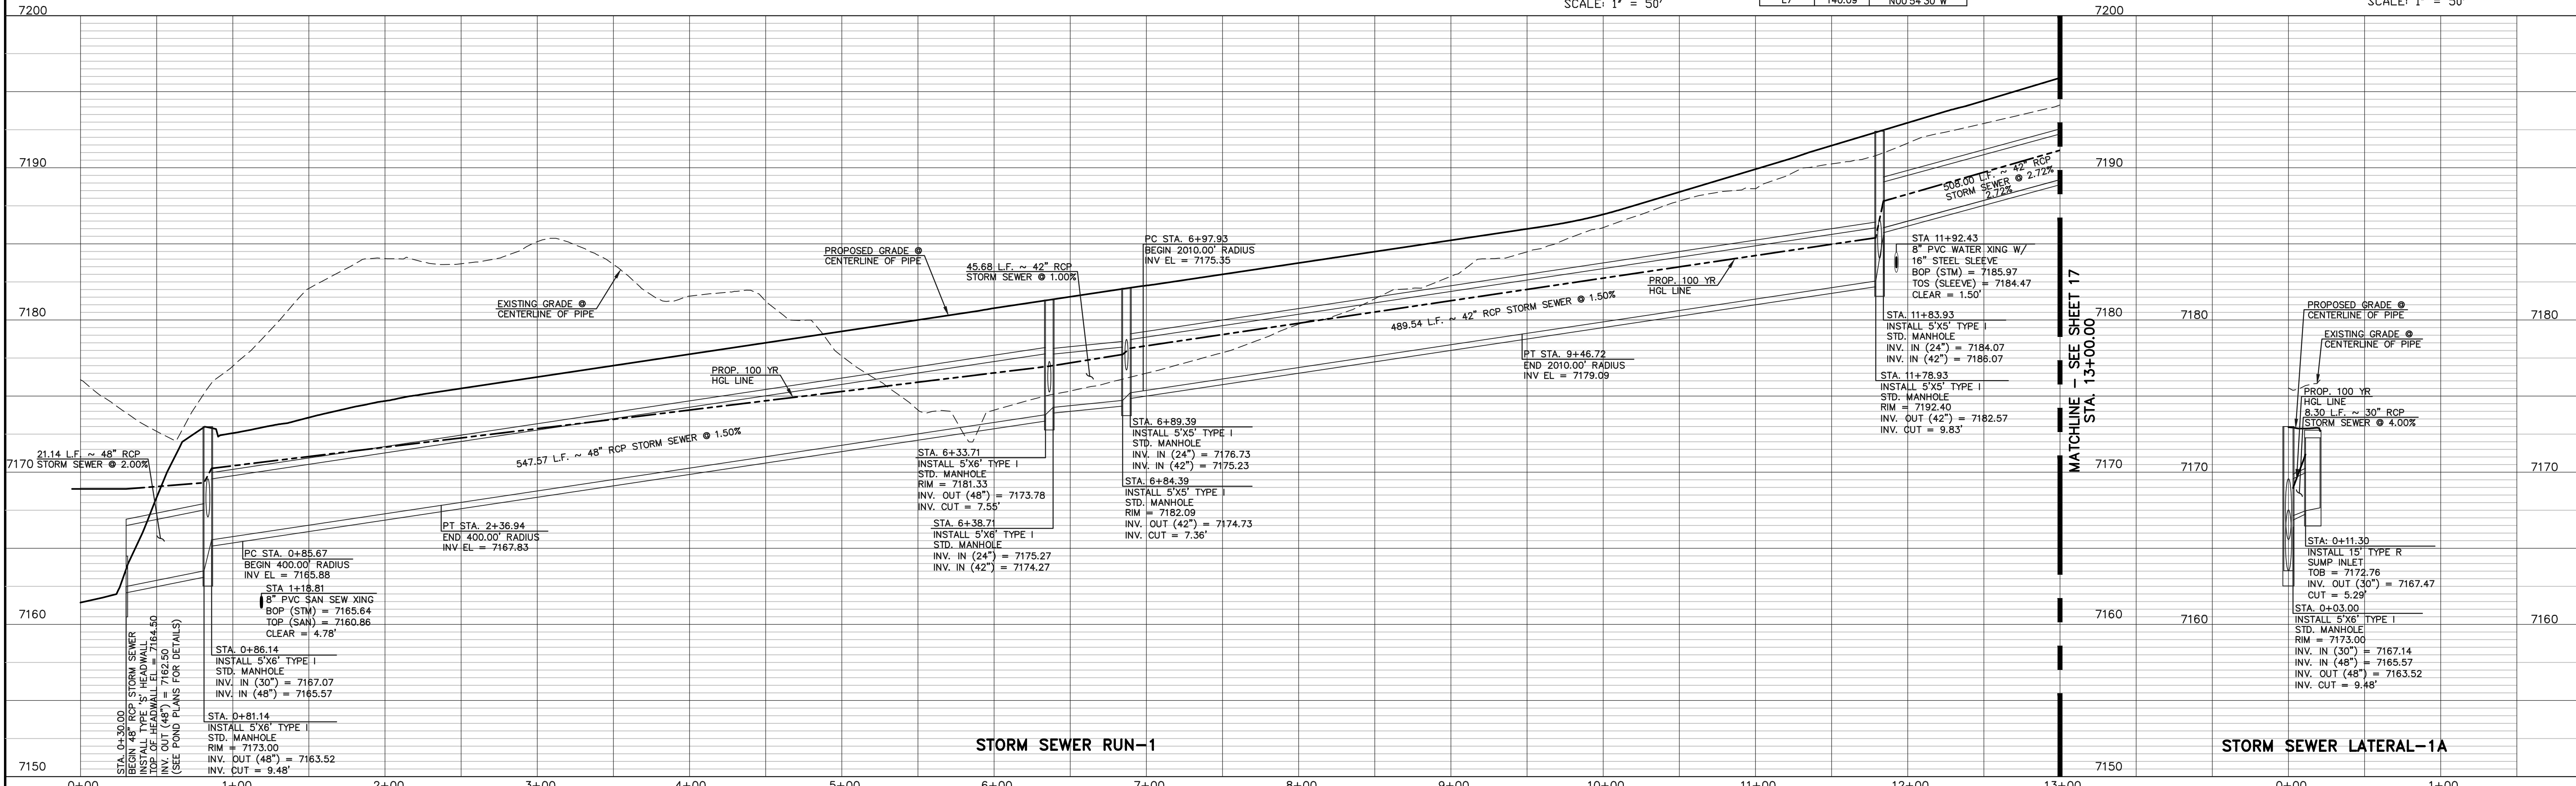 SCALE: 1" = 50'
L7 140.09 N00°54'30"W
SCALE: 1" = 50'
7200
7190
7180
7170
7160
7150
21.14 L.F. ~ 48" RCP
STORM SEWER @ 2.00%
STA. 0+30.00
BEGIN 48" RCP STORM SEWER
INSTALL TYPE 'S' HEADWALL
TOP OF HEADWALL EL = 7164.50
INV. OUT (48") = 7162.50
(SEE POND PLANS FOR DETAILS)
PC STA. 0+85.67
BEGIN 400.00' RADIUS
INV EL = 7165.88
STA 1+18.81
8" PVC SAN SEW XING
BOP (STM) = 7165.64
TOP (SAN) = 7160.86
CLEAR = 4.78'
STA. 0+86.14
INSTALL 5'X6' TYPE I
STD. MANHOLE
INV. IN (30") = 7167.07
INV. IN (48") = 7165.57
STA. 0+81.14
INSTALL 5'X6' TYPE I
STD. MANHOLE
RIM = 7173.00
INV. OUT (48") = 7163.52
INV. CUT = 9.48'
PT STA. 2+36.94
END 400.00' RADIUS
INV EL = 7167.83
EXISTING GRADE @
CENTERLINE OF PIPE
547.57 L.F. ~ 48" RCP STORM SEWER @ 1.50%
PROP. 100 YR
HGL LINE
PROPOSED GRADE @
CENTERLINE OF PIPE
45.68 L.F. ~ 42" RCP
STORM SEWER @ 1.00%
STA. 6+33.71
INSTALL 5'X6' TYPE I
STD. MANHOLE
RIM = 7181.33
INV. OUT (48") = 7173.78
INV. CUT = 7.55'
STA. 6+38.71
INSTALL 5'X6' TYPE I
STD. MANHOLE
INV. IN (24") = 7175.27
INV. IN (42") = 7174.27
PC STA. 6+97.93
BEGIN 2010.00' RADIUS
INV EL = 7175.35
STA. 6+89.39
INSTALL 5'X5' TYPE I
STD. MANHOLE
INV. IN (24") = 7176.73
INV. IN (42") = 7175.23
STA. 6+84.39
INSTALL 5'X5' TYPE I
STD. MANHOLE
RIM = 7182.09
INV. OUT (42") = 7174.73
INV. CUT = 7.36'
489.54 L.F. ~ 42" RCP STORM SEWER @ 1.50%
PT STA. 9+46.72
END 2010.00' RADIUS
INV EL = 7179.09
PROP. 100 YR
HGL LINE
508.00 L.F. ~ 42" RCP
STORM SEWER @ 2.72%
2.72%
STA 11+92.43
8" PVC WATER XING W/
16" STEEL SLEEVE
BOP (STM) = 7185.97
TOS (SLEEVE) = 7184.47
CLEAR = 1.50'
STA. 11+83.93
INSTALL 5'X5' TYPE I
STD. MANHOLE
INV. IN (24") = 7184.07
INV. IN (42") = 7186.07
STA. 11+78.93
INSTALL 5'X5' TYPE I
STD. MANHOLE
RIM = 7192.40
INV. OUT (42") = 7182.57
INV. CUT = 9.83'
MATCHLINE - SEE SHEET 17
STA. 13+00.00
7200
7190
7180
7170
7160
7150
STORM SEWER RUN-1
0+00 1+00 2+00 3+00 4+00 5+00 6+00 7+00 8+00 9+00 10+00 11+00 12+00 13+00
7180
7170
7160
PROPOSED GRADE @
CENTERLINE OF PIPE
EXISTING GRADE @
CENTERLINE OF PIPE
PROP. 100 YR
HGL LINE
8.30 L.F. ~ 30" RCP
STORM SEWER @ 4.00%
STA: 0+11.30
INSTALL 15' TYPE R
SUMP INLET
TOB = 7172.76
INV. OUT (30") = 7167.47
CUT = 5.29'
STA. 0+03.00
INSTALL 5'X6' TYPE I
STD. MANHOLE
RIM = 7173.00
INV. IN (30") = 7167.14
INV. IN (48") = 7165.57
INV. OUT (48") = 7163.52
INV. CUT = 9.48'
7180
7170
7160
STORM SEWER LATERAL-1A
0+00 1+00